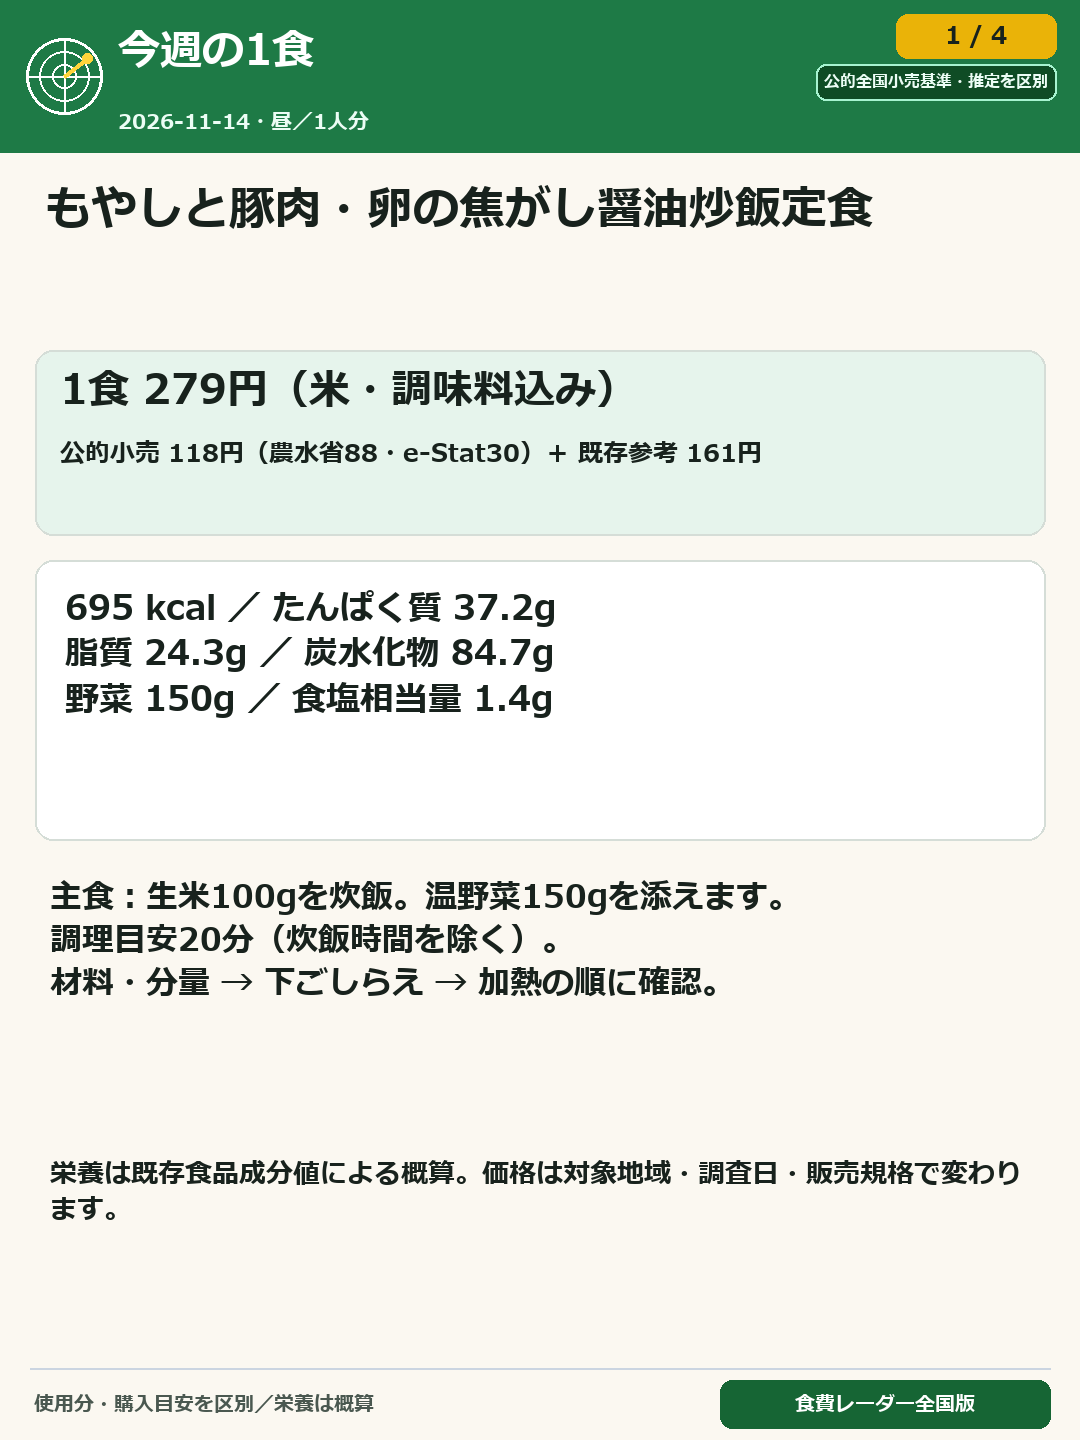 今週の1食
1 / 4
公的全国小売基準・推定を区別
2026-11-14・昼／1人分
もやしと豚肉・卵の焦がし醤油炒飯定食
1食 279円（米・調味料込み）
公的小売 118円（農水省88・e-Stat30）＋ 既存参考 161円
695 kcal ／ たんぱく質 37.2g
脂質 24.3g ／ 炭水化物 84.7g
野菜 150g ／ 食塩相当量 1.4g
主食：生米100gを炊飯。温野菜150gを添えます。
調理目安20分（炊飯時間を除く）。
材料・分量 → 下ごしらえ → 加熱の順に確認。
栄養は既存食品成分値による概算。価格は対象地域・調査日・販売規格で変わり
ます。
使用分・購入目安を区別／栄養は概算
食費レーダー全国版